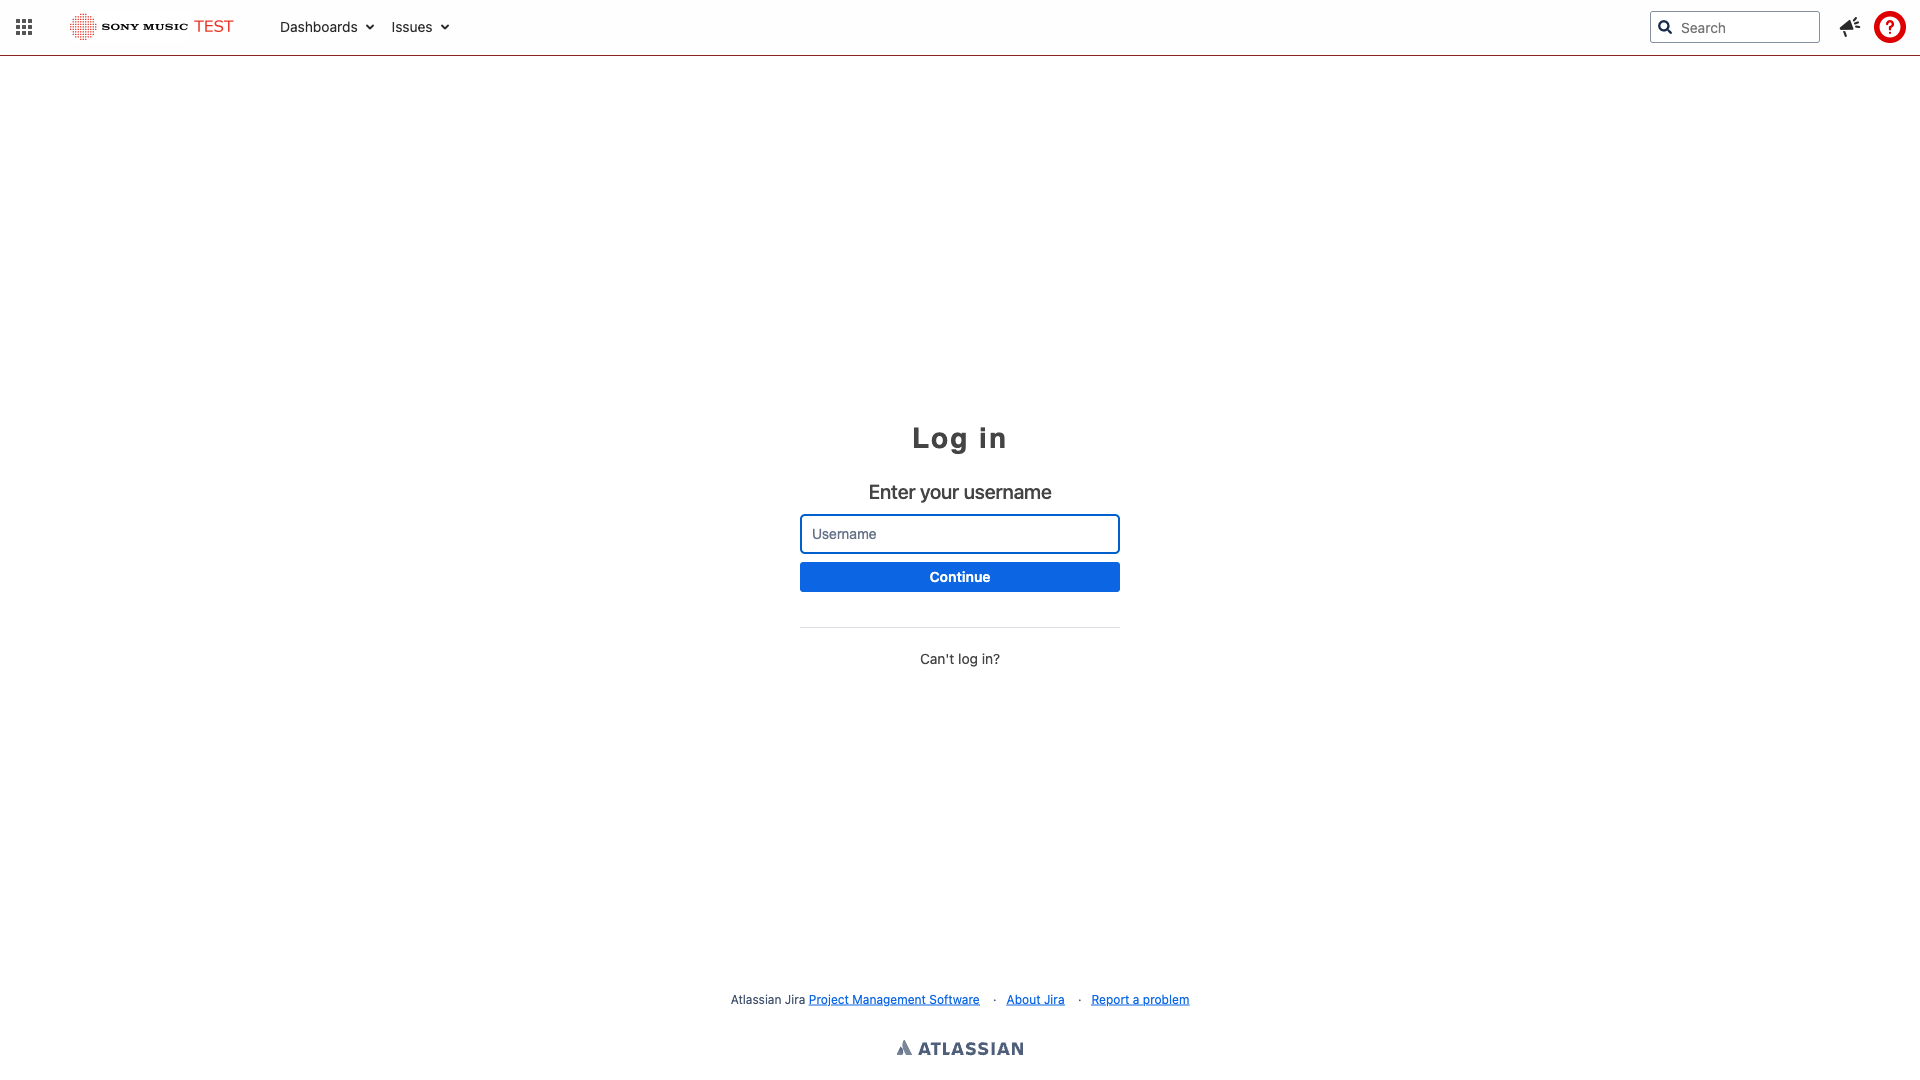 SONY MUSIC TEST
Dashboards
Issues
Search
Log in
Enter your username
Username
Continue
Can't log in?
Atlassian Jira Project Management Software · About Jira · Report a problem
ATLASSIAN